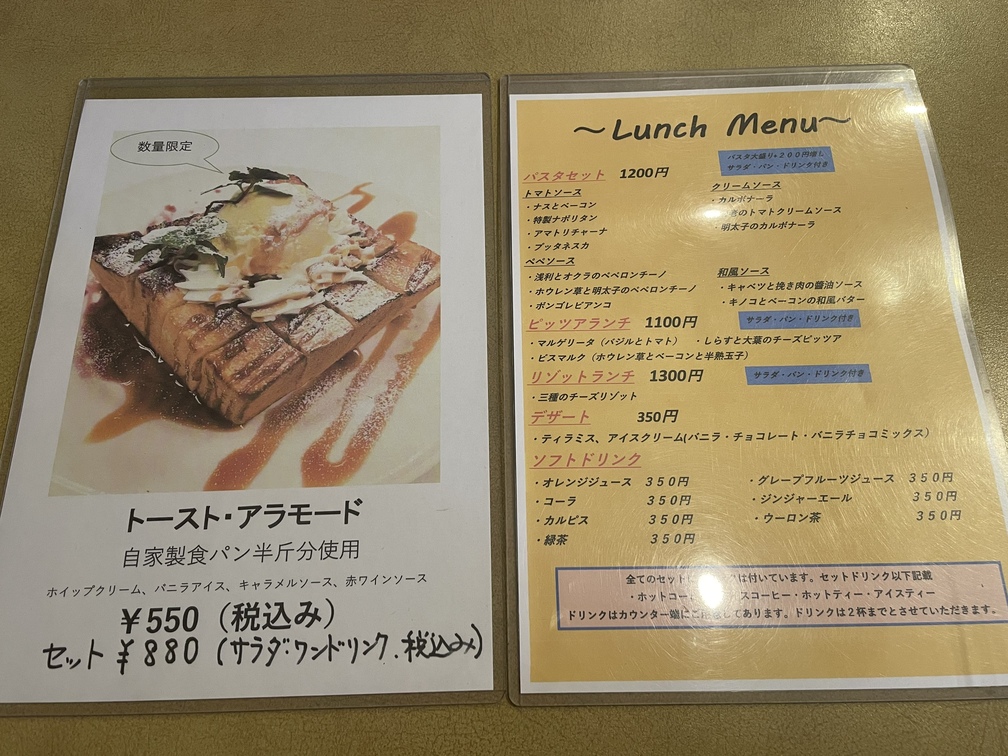 数量限定
トースト・アラモード
自家製食パン半斤分使用
ホイップクリーム、バニラアイス、キャラメルソース、赤ワインソース
¥550（税込み）
セット ¥880（サラダ:ワンドリンク.税込み）
～Lunch Menu～
パスタ大盛り+200円増し
サラダ・パン・ドリンク付き
パスタセット 1200円
トマトソース
・ナスとベーコン
・特製ナポリタン
・アマトリチャーナ
・プッタネスカ
クリームソース
・カルボナーラ
のトマトクリームソース
・明太子のカルボナーラ
ペペソース
・浅利とオクラのペペロンチーノ
・ホウレン草と明太子のペペロンチーノ
・ボンゴレビアンコ
和風ソース
・キャベツと挽き肉の醬油ソース
・キノコとベーコンの和風バター
ピッツアランチ 1100円 サラダ・パン・ドリンク付き
・マルゲリータ（バジルとトマト） ・しらすと大葉のチーズピッツア
・ビスマルク（ホウレン草とベーコンと半熟玉子）
リゾットランチ 1300円 サラダ・パン・ドリンク付き
・三種のチーズリゾット
デザート 350円
・ティラミス、アイスクリーム(バニラ・チョコレート・バニラチョコミックス）
ソフトドリンク
・オレンジジュース 350円 ・グレープフルーツジュース 350円
・コーラ 350円 ・ジンジャーエール 350円
・カルピス 350円 ・ウーロン茶 350円
・緑茶 350円
全てのセットに は付いています。セットドリンク以下記載
・ホットコー スコーヒー・ホットティー・アイスティー
ドリンクはカウンター端にご用意してあります。ドリンクは2杯までとさせていただきます。